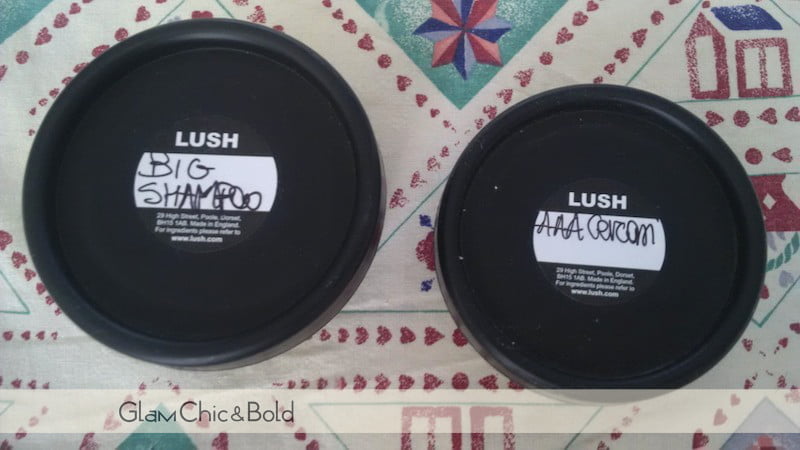 LUSH
BIG
SHAMPOO
29 High Street, Poole, Dorset,
BH15 1AB. Made in England.
For ingredients please refer to
www.lush.com
LUSH
AAA
29 High Street, Poole, Dorset,
BH15 1AB. Made in England.
For ingredients please refer to
www.lush.com
Glam Chic & Bold